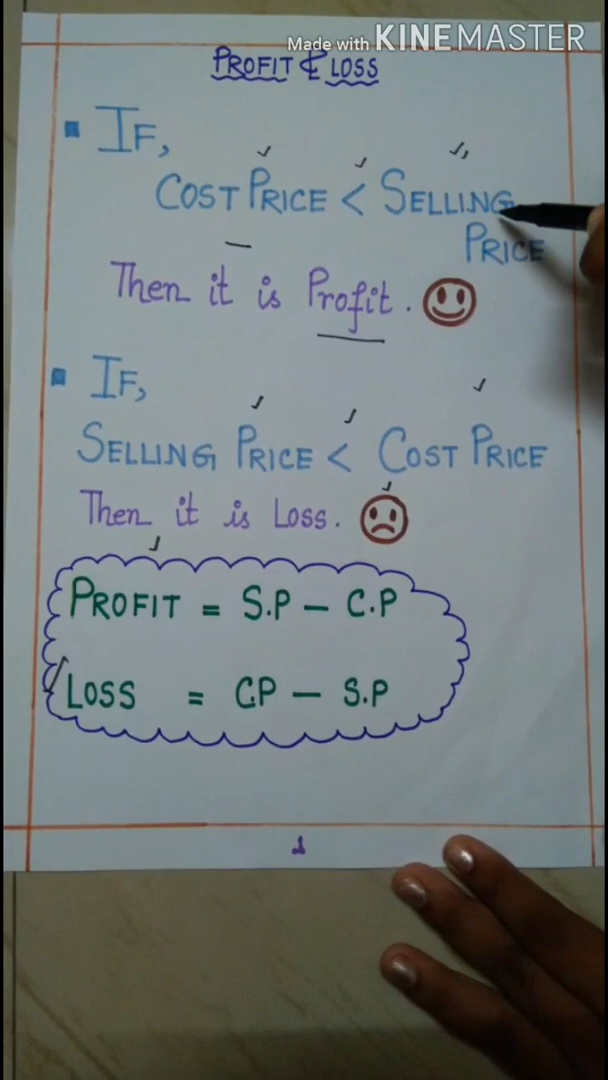 Made with KINEMASTER
PROFIT & LOSS
IF,
COST PRICE < SELLING
PRICE
Then it is Profit.
IF,
SELLING PRICE < COST PRICE
Then it is Loss.
PROFIT = S.P – C.P
LOSS = C.P – S.P
1